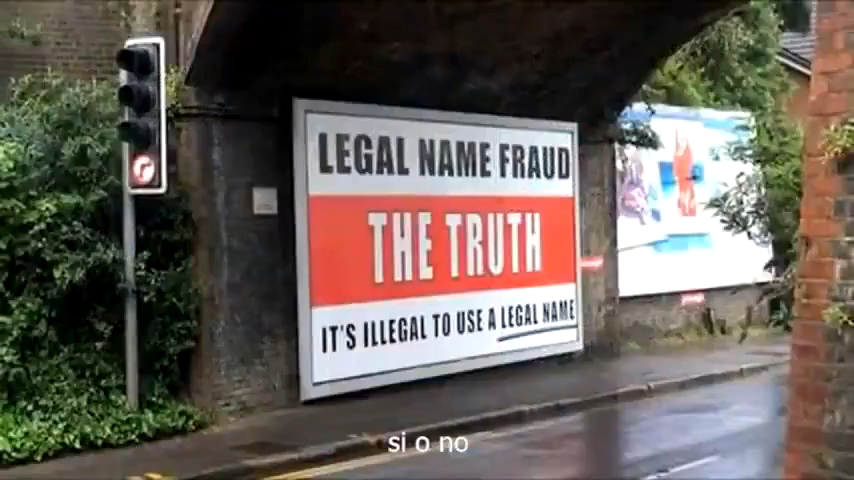 LEGAL NAME FRAUD
THE TRUTH
IT'S ILLEGAL TO USE A LEGAL NAME
si o no